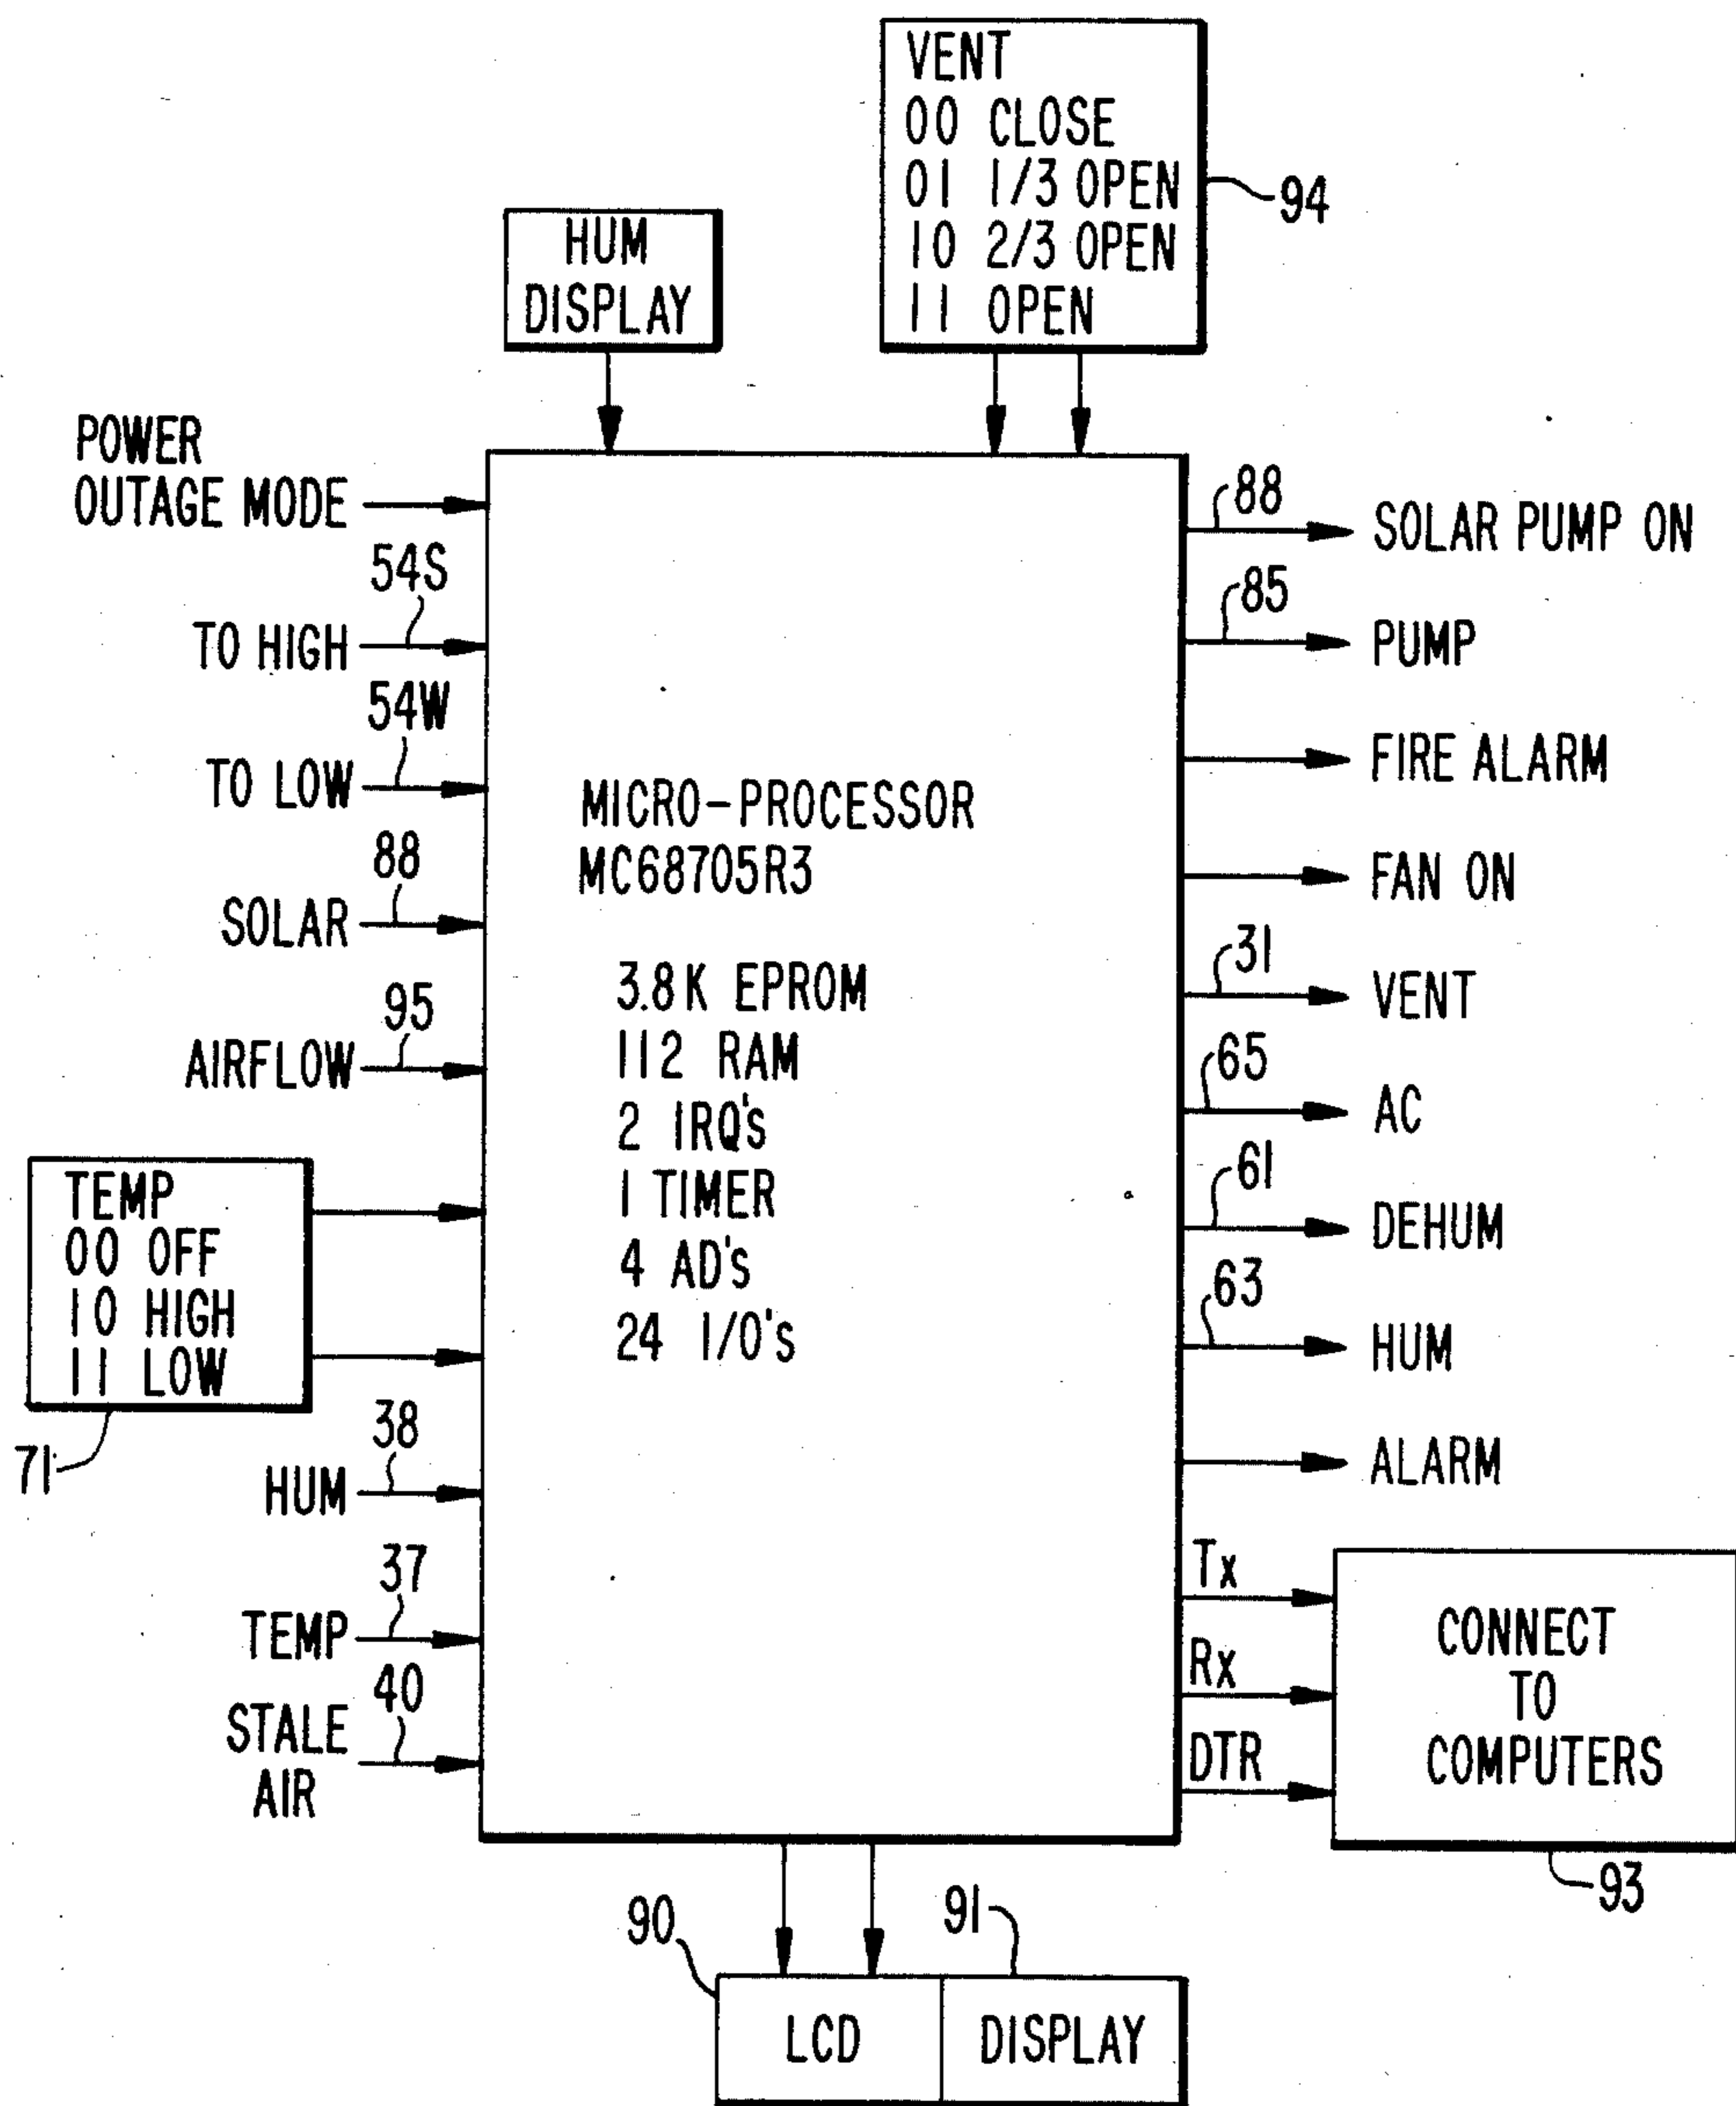 VENT
00 CLOSE
01 1/3 OPEN
10 2/3 OPEN
11 OPEN
94
HUM
DISPLAY
POWER
OUTAGE MODE
54S
TO HIGH
54W
TO LOW
88
SOLAR
95
AIRFLOW
TEMP
00 OFF
10 HIGH
11 LOW
71
38
HUM
37
TEMP
40
STALE
AIR
MICRO-PROCESSOR
MC68705R3
3.8K EPROM
112 RAM
2 IRQ's
1 TIMER
4 AD's
24 I/O's
88
SOLAR PUMP ON
85
PUMP
FIRE ALARM
FAN ON
31
VENT
65
AC
61
DEHUM
63
HUM
ALARM
Tx
Rx
DTR
CONNECT
TO
COMPUTERS
93
90
91
LCD
DISPLAY